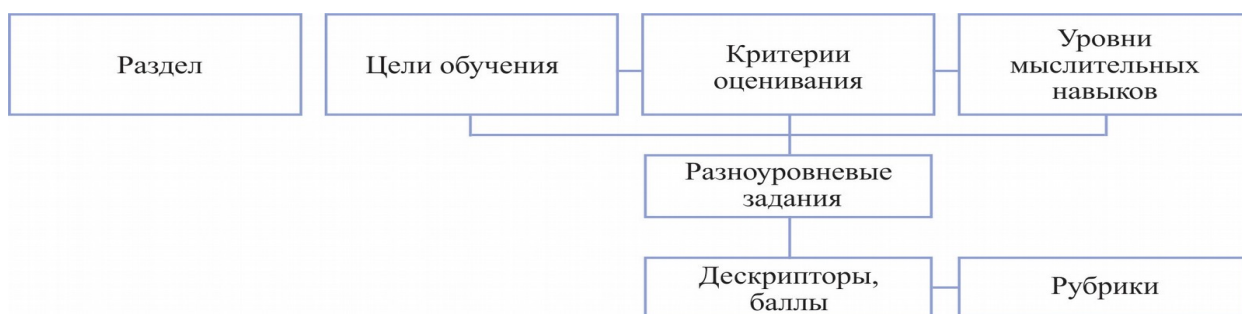 Раздел
Цели обучения
Критерии
оценивания
Уровни
мыслительных
навыков
Разноуровневые
задания
Дескрипторы,
баллы
Рубрики